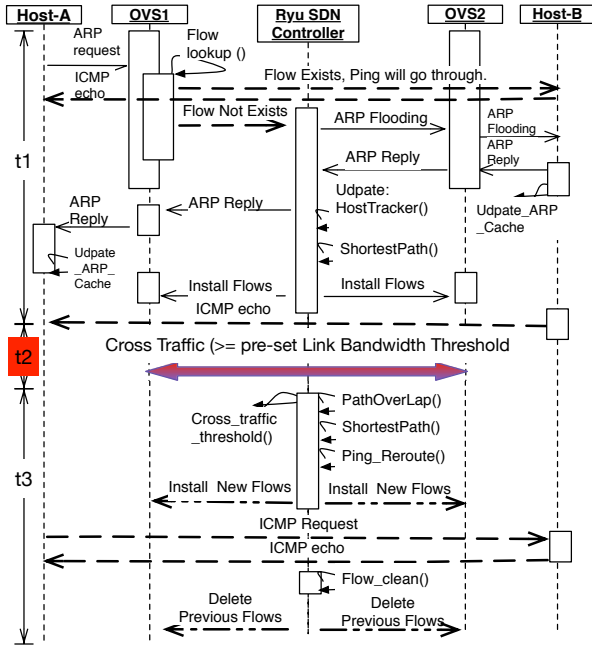 Host-A
OVS1
Ryu SDN
Controller
OVS2
Host-B
ARP
request
Flow
lookup ()
ICMP
echo
Flow Exists, Ping will go through.
Flow Not Exists
ARP Flooding
ARP
Flooding
t1
ARP
Reply
ARP Reply
Udpate:
HostTracker()
Udpate_ARP
_Cache
ARP Reply
ARP
Reply
ShortestPath()
Udpate
_ARP_
Cache
Install Flows
Install Flows
ICMP echo
t2
Cross Traffic (>= pre-set Link Bandwidth Threshold
t3
Cross_traffic
_threshold()
PathOverLap()
ShortestPath()
Ping_Reroute()
Install  New Flows
Install  New Flows
ICMP Request
ICMP echo
Flow_clean()
Delete
Previous Flows
Delete
Previous Flows